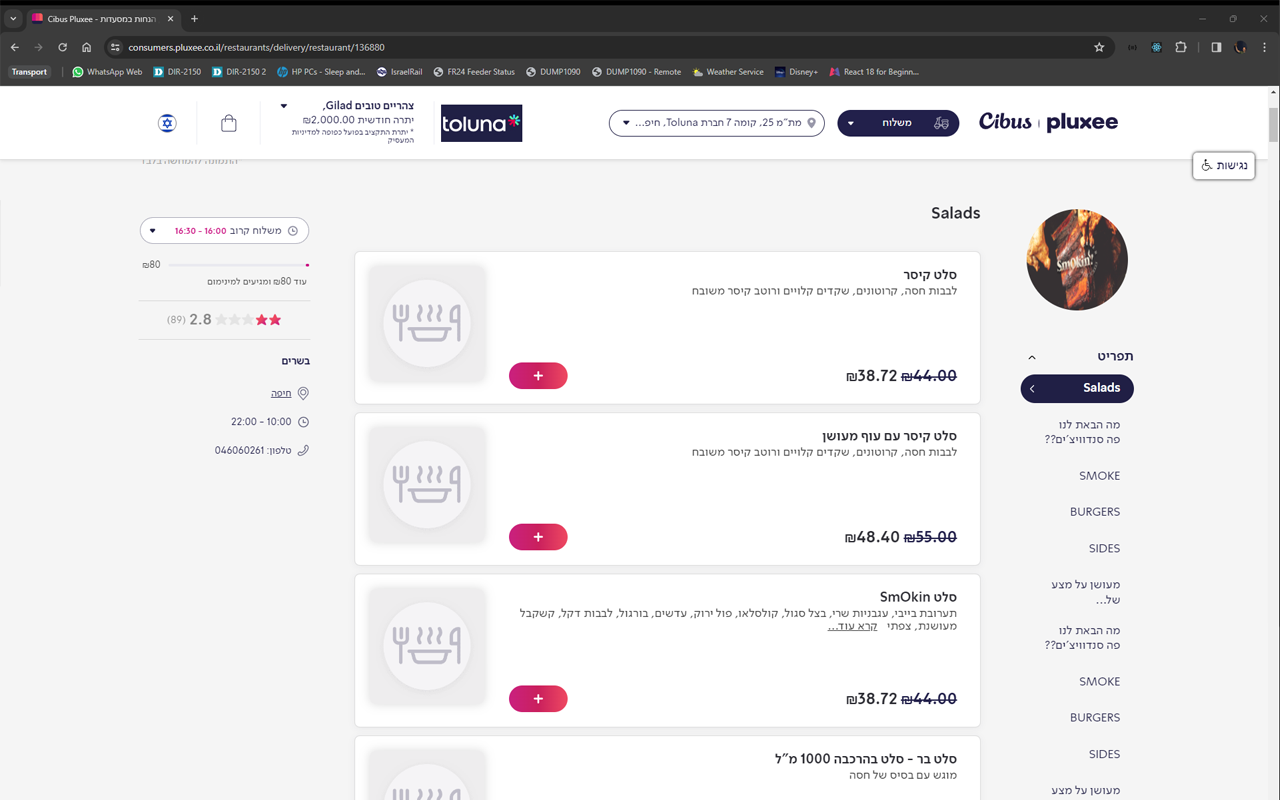 Cibus Pluxee - הנחות במסעדות
consumers.pluxee.co.il/restaurants/delivery/restaurant/136880
Transport
WhatsApp Web
DIR-2150
DIR-2150 2
HP PCs - Sleep and...
IsraelRail
FR24 Feeder Status
DUMP1090
DUMP1090 - Remote
Weather Service
Disney+
React 18 for Beginn...
Cibus | pluxee
משלוח
מת"מ 25, קומה 7 חברת Toluna, חיפ...
toluna
צהריים טובים Gilad,
יתרה חודשית ₪2,000.00
* יתרת התקציב בפועל כפופה למדיניות
המעסיק
נגישות
התמונה להמחשה בלבד
SmOkin'
תפריט
Salads
מה הבאת לנו
פה סנדוויצ'ים??
SMOKE
BURGERS
SIDES
מעושן על מצע
של...
מה הבאת לנו
פה סנדוויצ'ים??
SMOKE
BURGERS
SIDES
מעושן על מצע
Salads
סלט קיסר
לבבות חסה, קרוטונים, שקדים קלויים ורוטב קיסר משובח
₪44.00 ₪38.72
+
סלט קיסר עם עוף מעושן
לבבות חסה, קרוטונים, שקדים קלויים ורוטב קיסר משובח
₪55.00 ₪48.40
+
סלט SmOkin
תערובת בייבי, עגבניות שרי, בצל סגול, קולסלאו, פול ירוק, עדשים, בורגול, לבבות דקל, קשקבל
מעושנת, צפתי קרא עוד...
₪44.00 ₪38.72
+
סלט בר - סלט בהרכבה 1000 מ"ל
מוגש עם בסיס של חסה
משלוח קרוב 16:00 - 16:30
₪80
עוד ₪80 ומגיעים למינימום
2.8 (89)
בשרים
חיפה
10:00 - 22:00
טלפון: 046060261